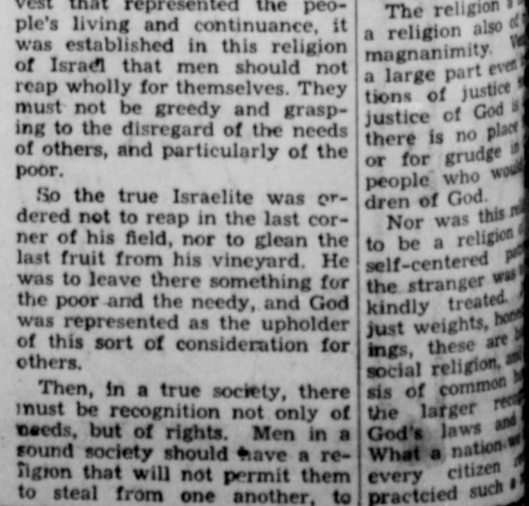 vest that represented the peo-
ple's living and continuance, it
was established in this religion
of Israel that men should not
reap wholly for themselves. They
must not be greedy and grasp-
ing to the disregard of the needs
of others, and particularly of the
poor.
So the true Israelite was or-
dered not to reap in the last cor-
ner of his field, nor to glean the
last fruit from his vineyard. He
was to leave there something for
the poor and the needy, and God
was represented as the upholder
of this sort of consideration for
others.
Then, in a true society, there
must be recognition not only of
needs, but of rights. Men in a
sound society should have a re-
ligion that will not permit them
to steal from one another, to
The religion
a religion also of
magnanimity.
a large part even
tions of justice
justice of God is
there is no place
or for grudge in
people who would
dren of God.
Nor was this
to be a religion
self-centered
the stranger was
kindly treated.
just weights,
ings, these are
social religion, and
sis of common
the larger
God's laws and
What a nation
every citizen
practcied such